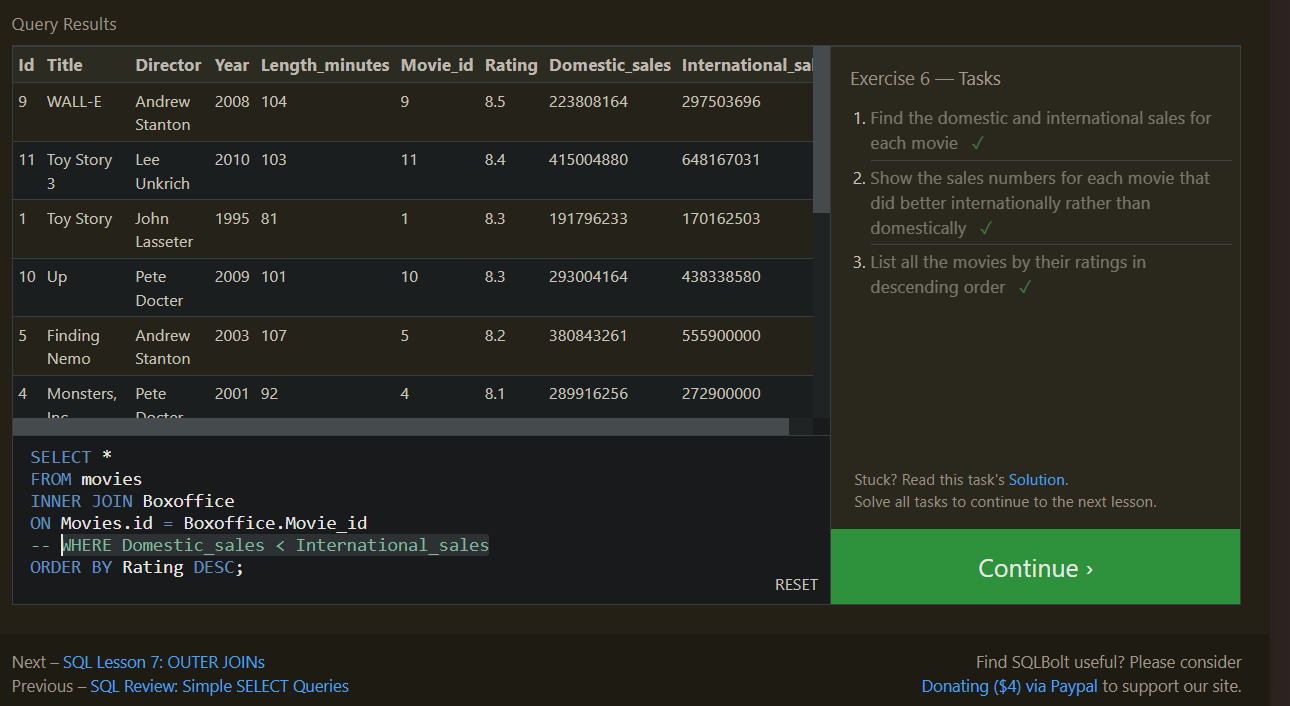 Query Results
Id Title Director Year Length_minutes Movie_id Rating Domestic_sales International_sal
9 WALL-E Andrew 2008 104 9 8.5 223808164 297503696
Stanton
11 Toy Story Lee 2010 103 11 8.4 415004880 648167031
3 Unkrich
1 Toy Story John 1995 81 1 8.3 191796233 170162503
Lasseter
10 Up Pete 2009 101 10 8.3 293004164 438338580
Docter
5 Finding Andrew 2003 107 5 8.2 380843261 555900000
Nemo Stanton
4 Monsters, Pete 2001 92 4 8.1 289916256 272900000
Inc. Docter
SELECT *
FROM movies
INNER JOIN Boxoffice
ON Movies.id = Boxoffice.Movie_id
-- WHERE Domestic_sales < International_sales
ORDER BY Rating DESC;
RESET
Exercise 6 — Tasks
1. Find the domestic and international sales for
each movie ✓
2. Show the sales numbers for each movie that
did better internationally rather than
domestically ✓
3. List all the movies by their ratings in
descending order ✓
Stuck? Read this task's Solution.
Solve all tasks to continue to the next lesson.
Continue ›
Next – SQL Lesson 7: OUTER JOINs
Previous – SQL Review: Simple SELECT Queries
Find SQLBolt useful? Please consider
Donating ($4) via Paypal to support our site.